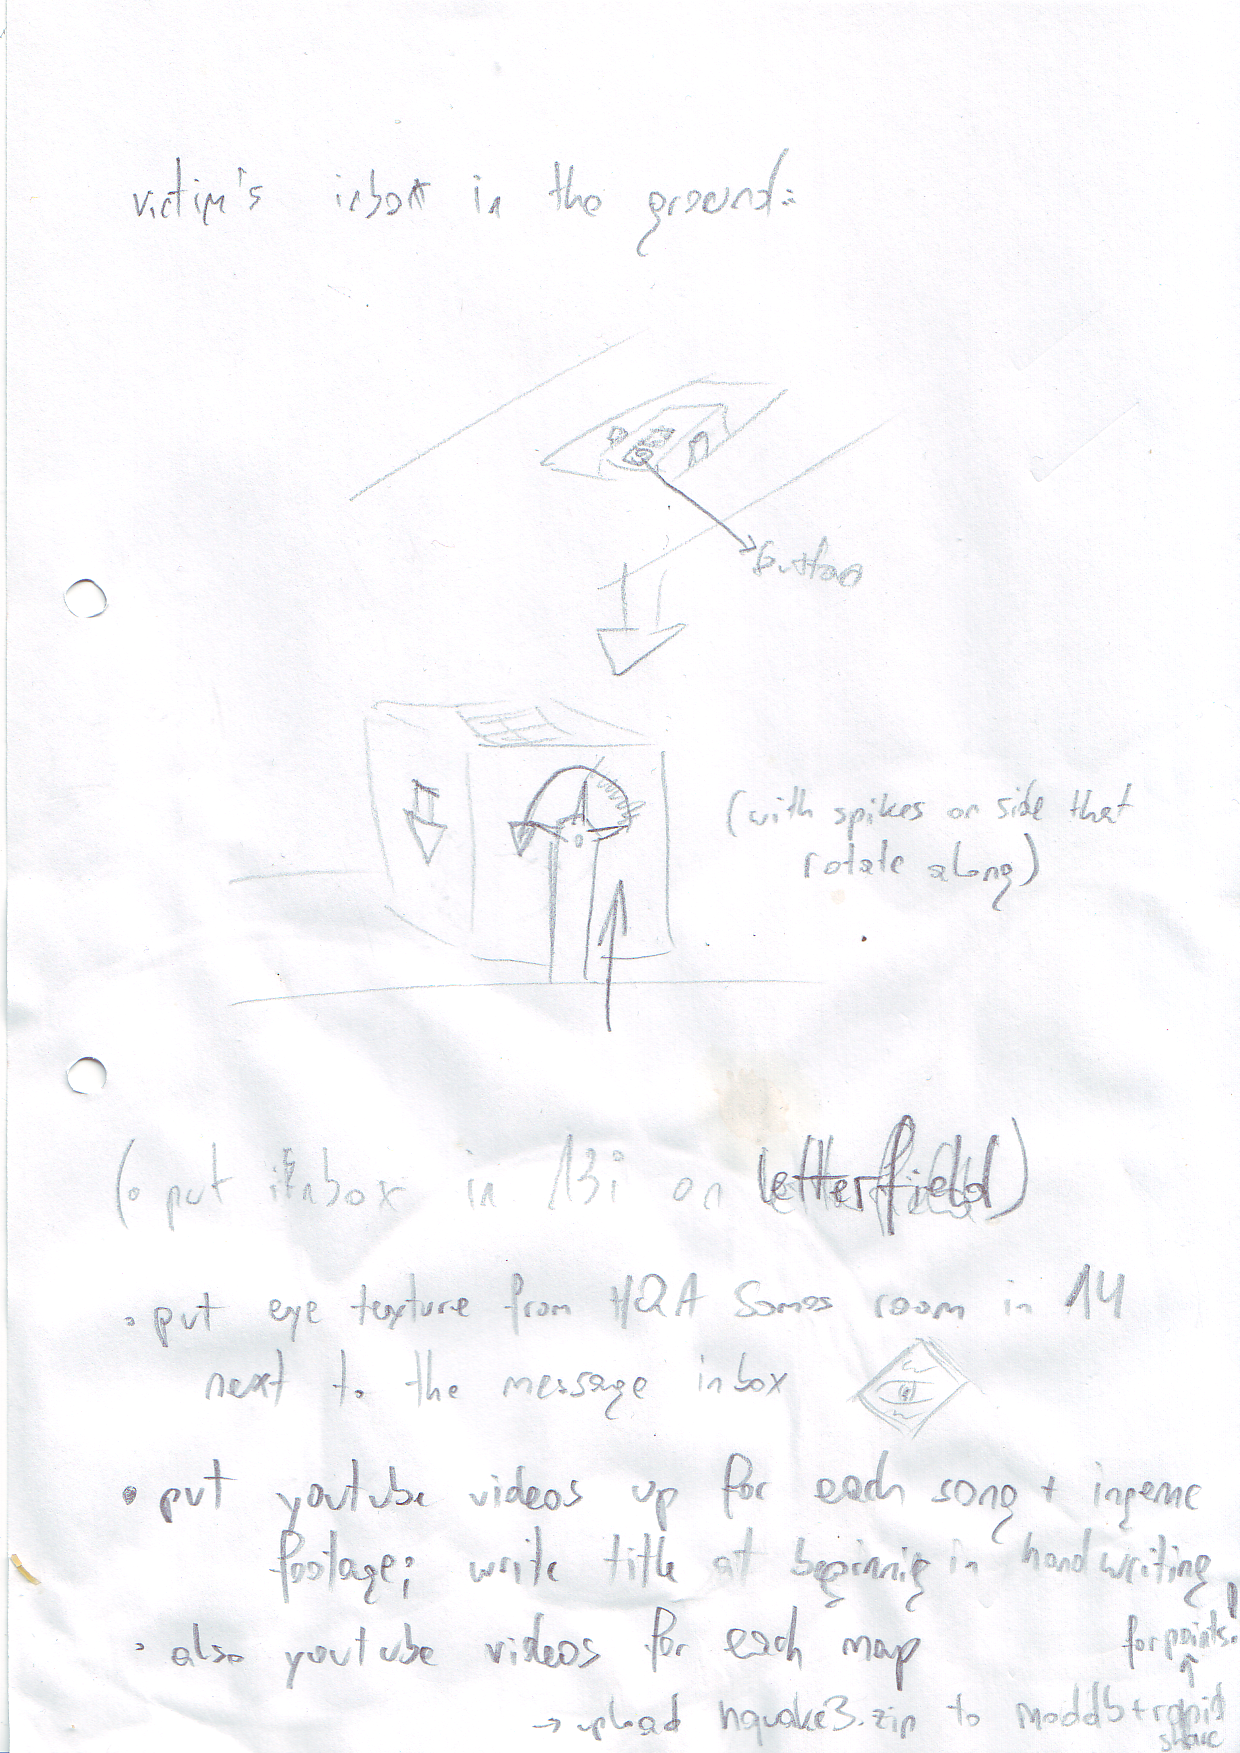 victim's inbox in the ground:
button
(with spikes on side that
rotate along)
(• put inbox in 13i on letterfield)
• put eye texture from HQA Somos room in 14
next to the message inbox
• put youtube videos up for each song + ingame
footage; write title at beginnig in handwriting
• also youtube videos for each map
for points!
→ upload hquake3.zip to moddb + rapid
share